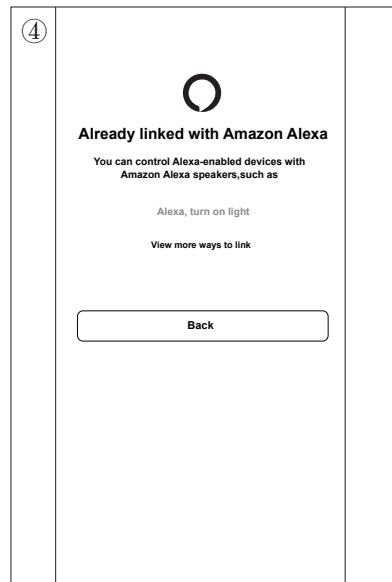 ④
Already linked with Amazon Alexa
You can control Alexa-enabled devices with
Amazon Alexa speakers,such as
Alexa, turn on light
View more ways to link
Back